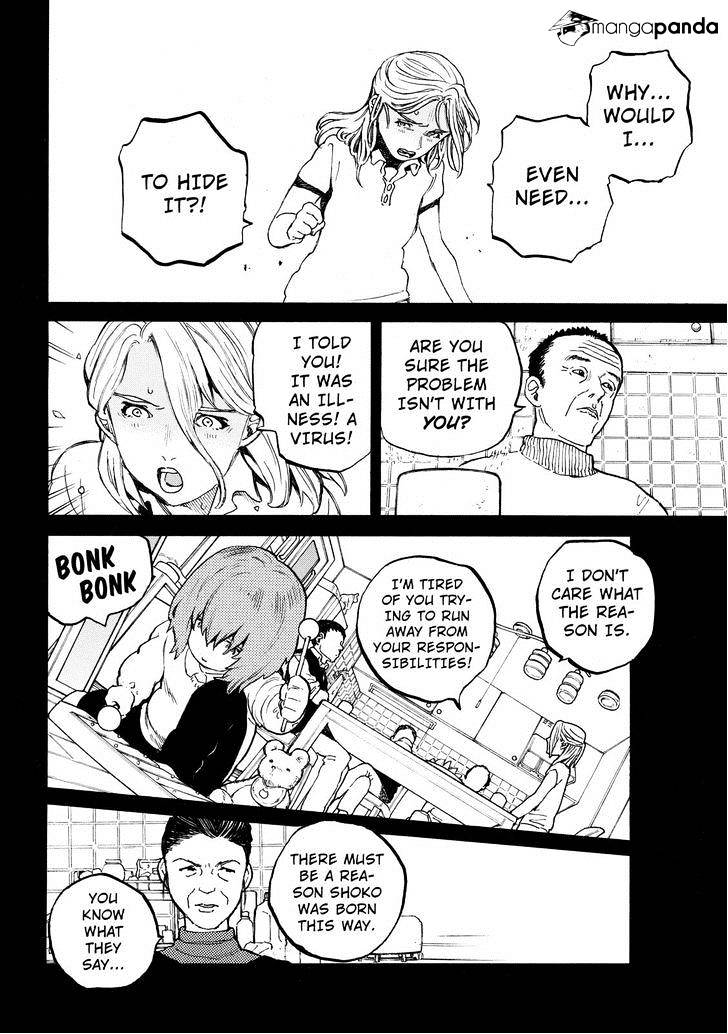 mangapanda
WHY...
WOULD
I...
EVEN
NEED...
TO HIDE
IT?!
ARE YOU
SURE THE
PROBLEM
ISN'T WITH
YOU?
I TOLD
YOU!
IT WAS
AN ILL-
NESS! A
VIRUS!
I DON'T
CARE WHAT
THE REA-
SON IS.
I'M TIRED
OF YOU TRY-
ING TO RUN
AWAY FROM
YOUR RESPON-
SIBILITIES!
BONK
BONK
THERE MUST
BE A REA-
SON SHOKO
WAS BORN
THIS WAY.
YOU
KNOW
WHAT
THEY
SAY...